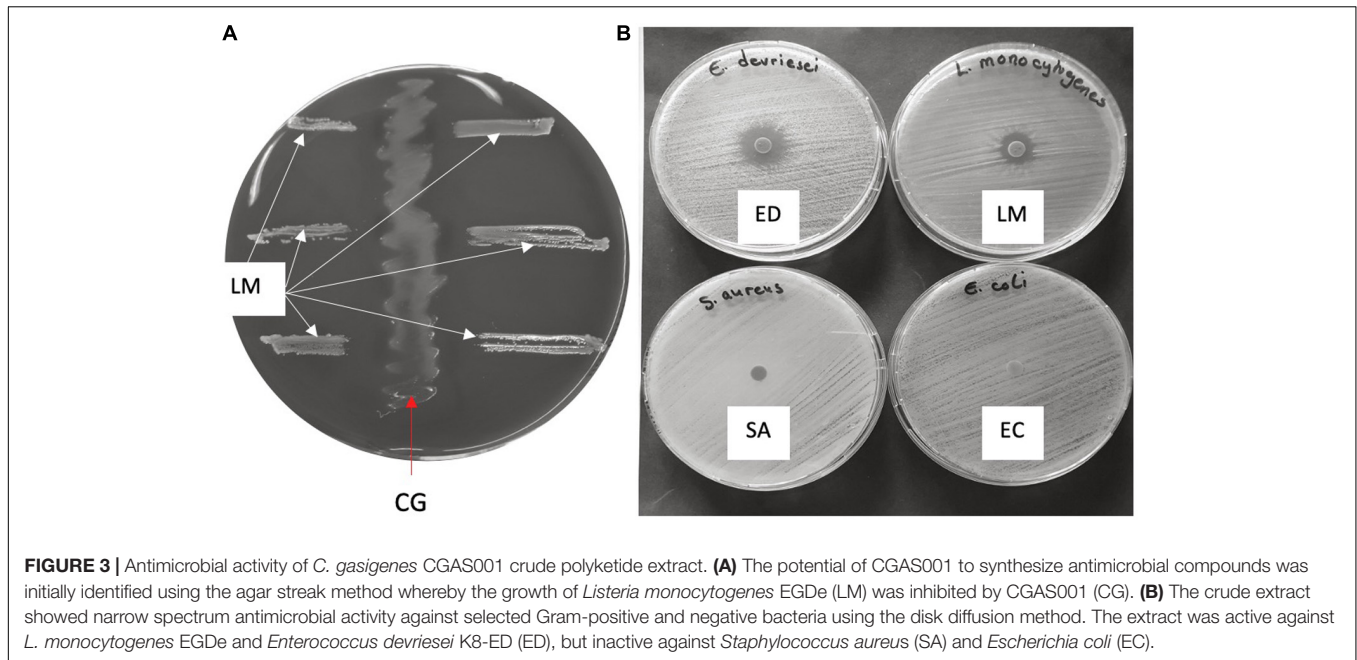 A
B
E. devriesei
L. monocytogenes
LM
ED
LM
S. aureus
E. coli
SA
EC
CG
FIGURE 3 | Antimicrobial activity of C. gasigenes CGAS001 crude polyketide extract. (A) The potential of CGAS001 to synthesize antimicrobial compounds was
initially identified using the agar streak method whereby the growth of Listeria monocytogenes EGDe (LM) was inhibited by CGAS001 (CG). (B) The crude extract
showed narrow spectrum antimicrobial activity against selected Gram-positive and negative bacteria using the disk diffusion method. The extract was active against
L. monocytogenes EGDe and Enterococcus devriesei K8-ED (ED), but inactive against Staphylococcus aureus (SA) and Escherichia coli (EC).